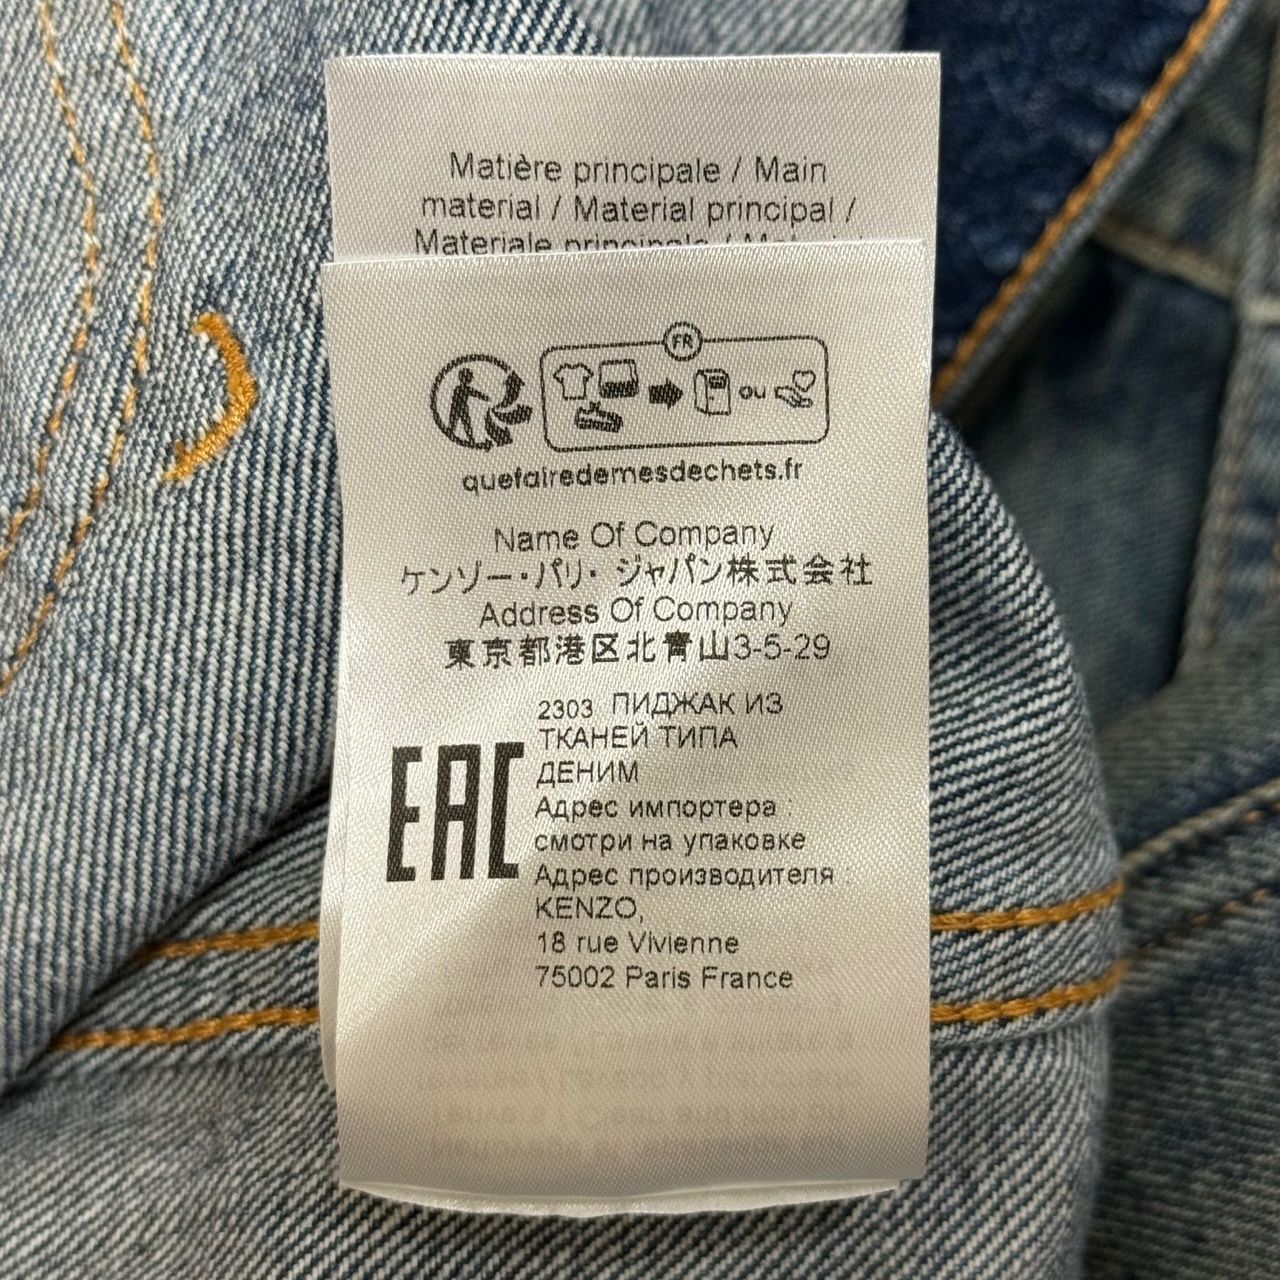 Matière principale / Main
material / Material principal /
Materiale principale / Material
FR
ou
quefairedemesdechets.fr
Name Of Company
ケンゾー・パリ・ ジャパン株式会社
Address Of Company
東京都港区北青山3-5-29
2303 ПИДЖАК ИЗ
ТКАНЕЙ ТИПА
ДЕНИМ
EAC
Адрес импортера :
смотри на упаковке
Адрес производителя :
KENZO,
18 rue Vivienne
75002 Paris France